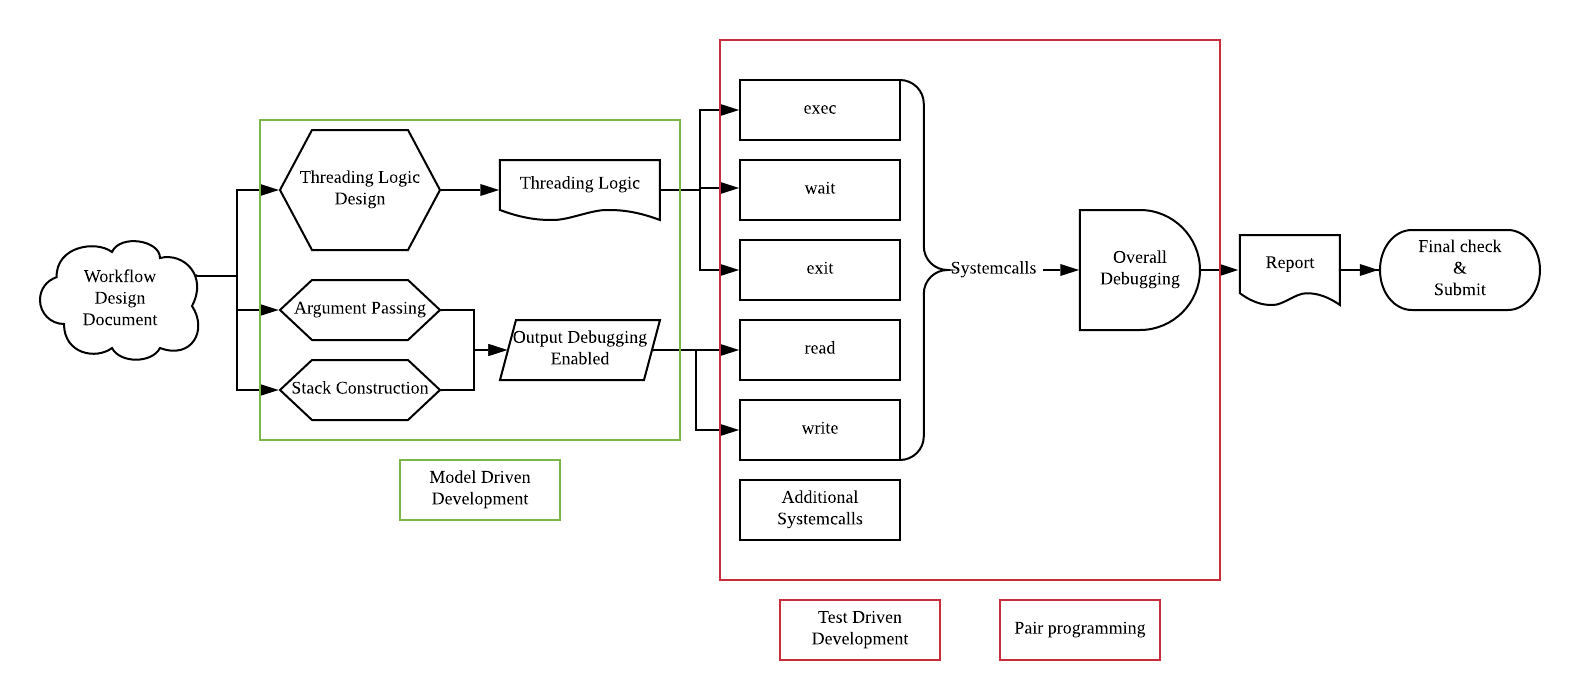 Workflow
Design
Document
Threading Logic
Design
Argument Passing
Stack Construction
Threading Logic
Output Debugging
Enabled
Model Driven
Development
exec
wait
exit
read
write
Additional
Systemcalls
Systemcalls
Overall
Debugging
Test Driven
Development
Pair programming
Report
Final check
&
Submit